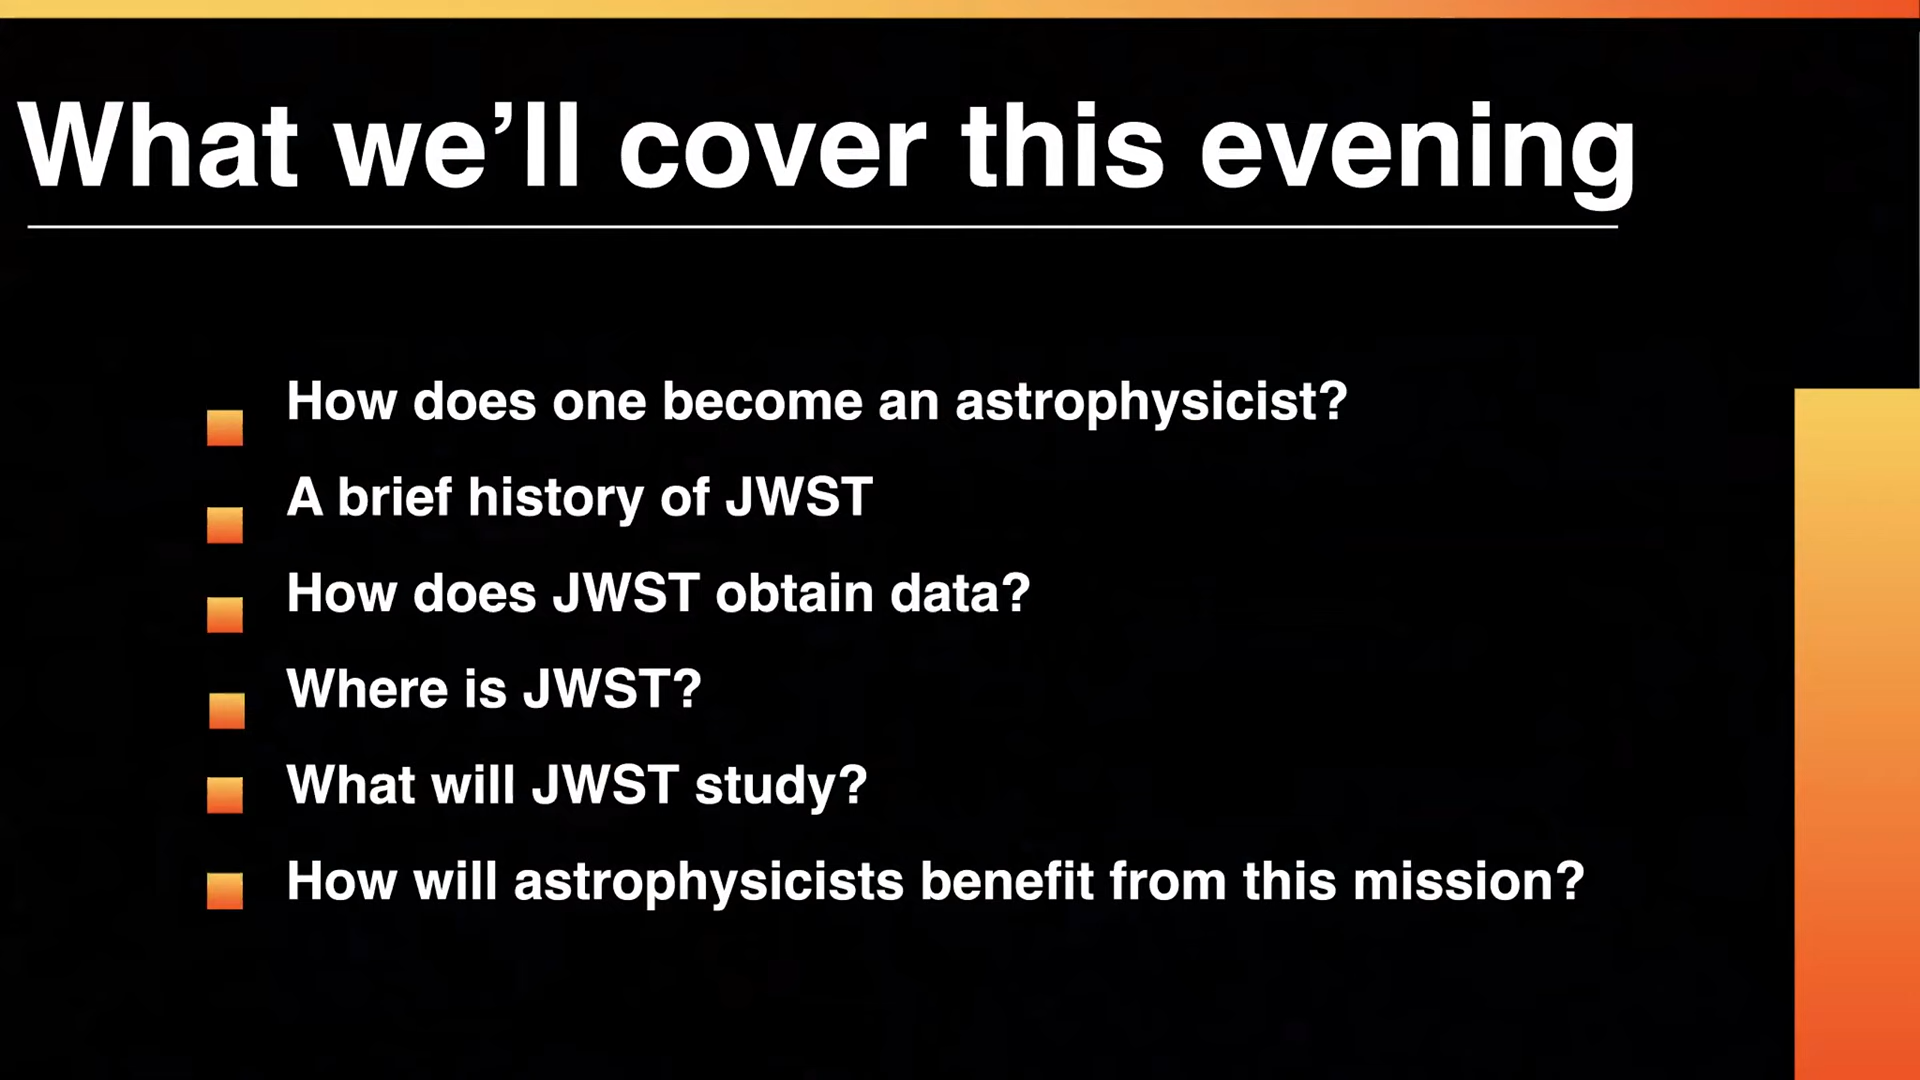 What we’ll cover this evening
How does one become an astrophysicist?
A brief history of JWST
How does JWST obtain data?
Where is JWST?
What will JWST study?
How will astrophysicists benefit from this mission?